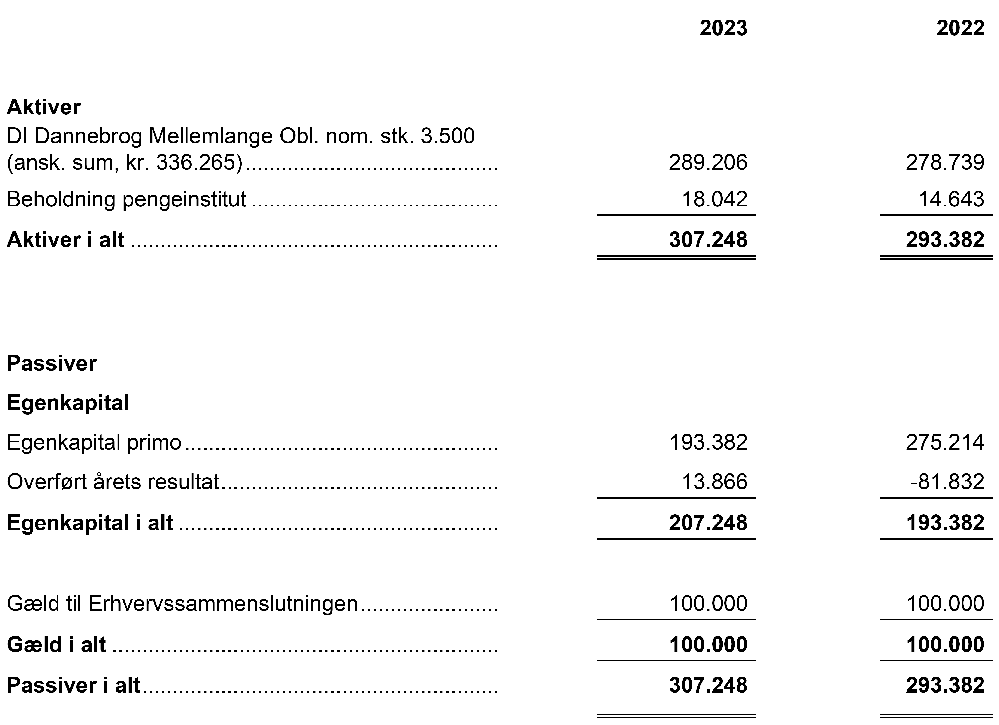 2023 2022
Aktiver
DI Dannebrog Mellemlange Obl. nom. stk. 3.500
(ansk. sum, kr. 336.265) 289.206 278.739
Beholdning pengeinstitut 18.042 14.643
Aktiver i alt 307.248 293.382
Passiver
Egenkapital
Egenkapital primo 193.382 275.214
Overført årets resultat 13.866 -81.832
Egenkapital i alt 207.248 193.382
Gæld til Erhvervssammenslutningen 100.000 100.000
Gæld i alt 100.000 100.000
Passiver i alt 307.248 293.382